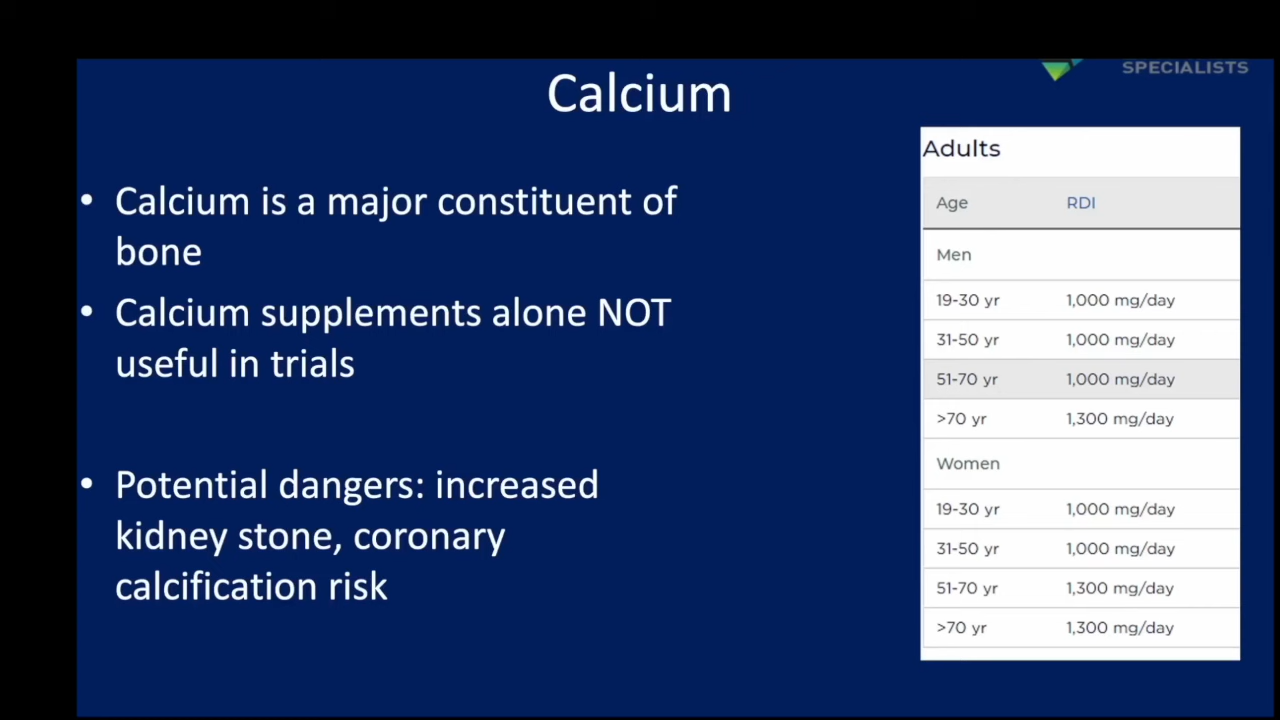 SPECIALISTS
Calcium
• Calcium is a major constituent of
bone
• Calcium supplements alone NOT
useful in trials
• Potential dangers: increased
kidney stone, coronary
calcification risk
Adults
Age RDI
Men
19-30 yr 1,000 mg/day
31-50 yr 1,000 mg/day
51-70 yr 1,000 mg/day
>70 yr 1,300 mg/day
Women
19-30 yr 1,000 mg/day
31-50 yr 1,000 mg/day
51-70 yr 1,300 mg/day
>70 yr 1,300 mg/day